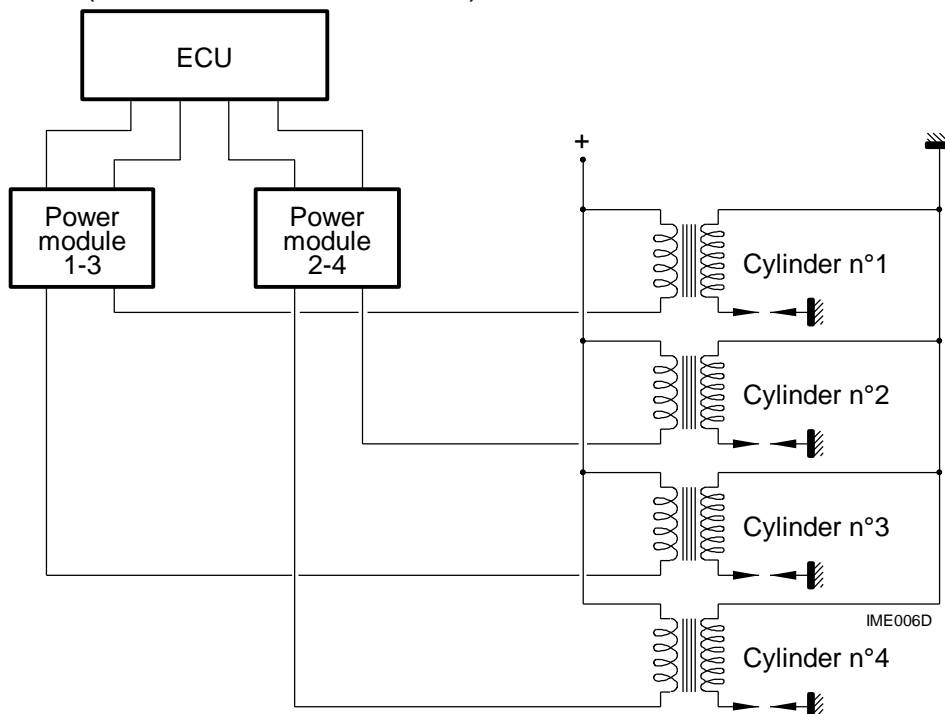 ECU
+
Power
module
1-3
Power
module
2-4
Cylinder n°1
Cylinder n°2
Cylinder n°3
IME006D
Cylinder n°4